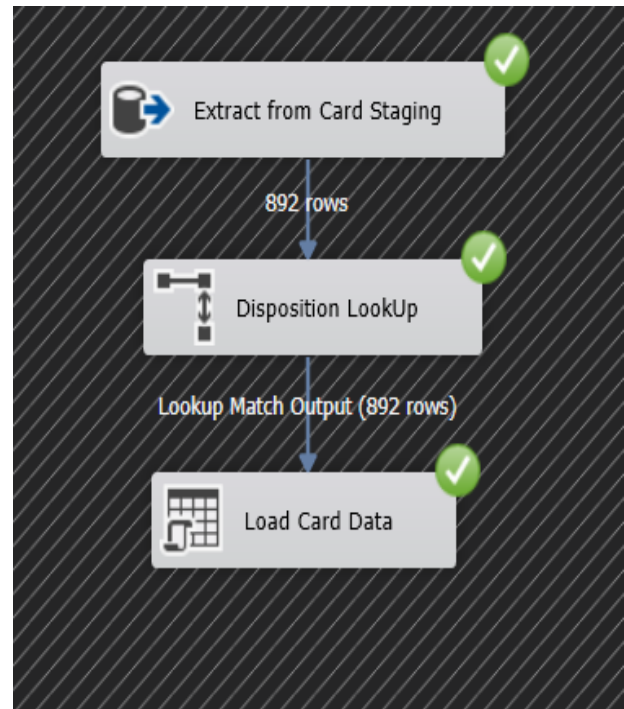 Extract from Card Staging
892 rows
Disposition LookUp
Lookup Match Output (892 rows)
Load Card Data